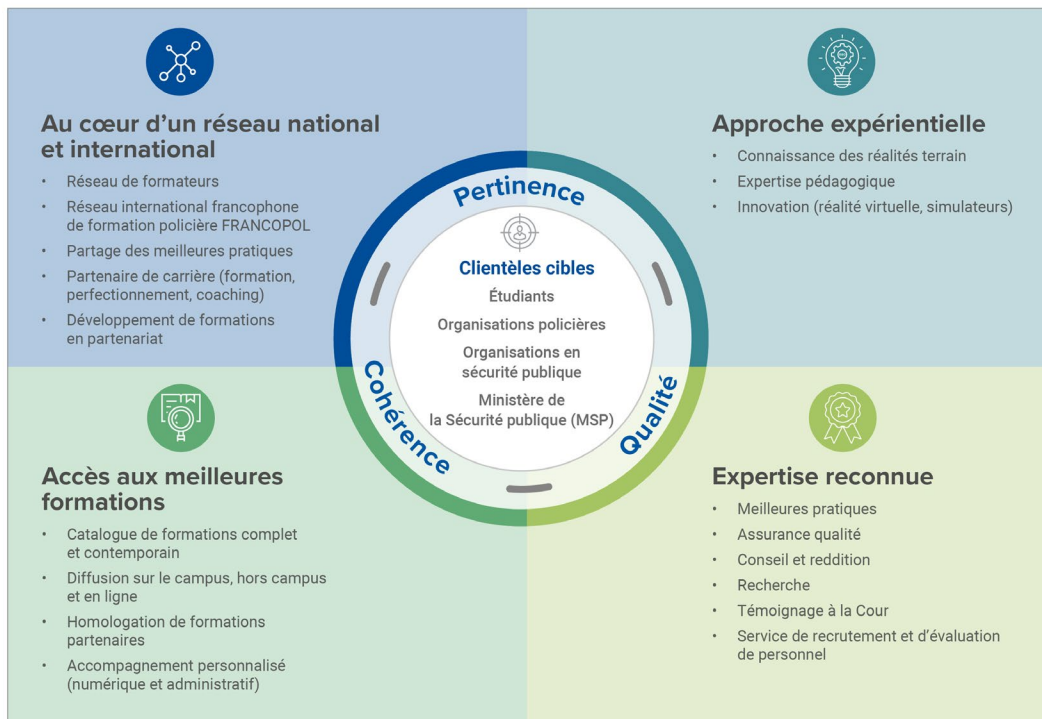 Au cœur d'un réseau national
et international
• Réseau de formateurs
• Réseau international francophone
de formation policière FRANCOPOL
• Partage des meilleures pratiques
• Partenaire de carrière (formation,
perfectionnement, coaching)
• Développement de formations
en partenariat
Approche expérientielle
• Connaissance des réalités terrain
• Expertise pédagogique
• Innovation (réalité virtuelle, simulateurs)
Pertinence
Clientèles cibles
Étudiants
Organisations policières
Organisations en
sécurité publique
Ministère de
la Sécurité publique (MSP)
Cohérence
Qualité
Accès aux meilleures
formations
• Catalogue de formations complet
et contemporain
• Diffusion sur le campus, hors campus
et en ligne
• Homologation de formations
partenaires
• Accompagnement personnalisé
(numérique et administratif)
Expertise reconnue
• Meilleures pratiques
• Assurance qualité
• Conseil et reddition
• Recherche
• Témoignage à la Cour
• Service de recrutement et d'évaluation
de personnel